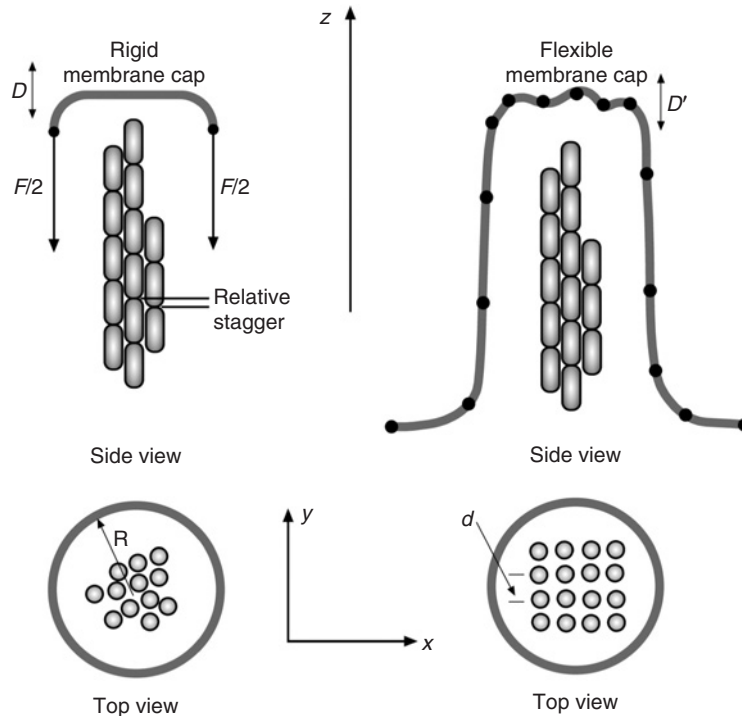 Rigid
membrane cap
D
F/2
F/2
Relative
stagger
Side view
z
Flexible
membrane cap
D′
Side view
R
Top view
y
x
d
Top view